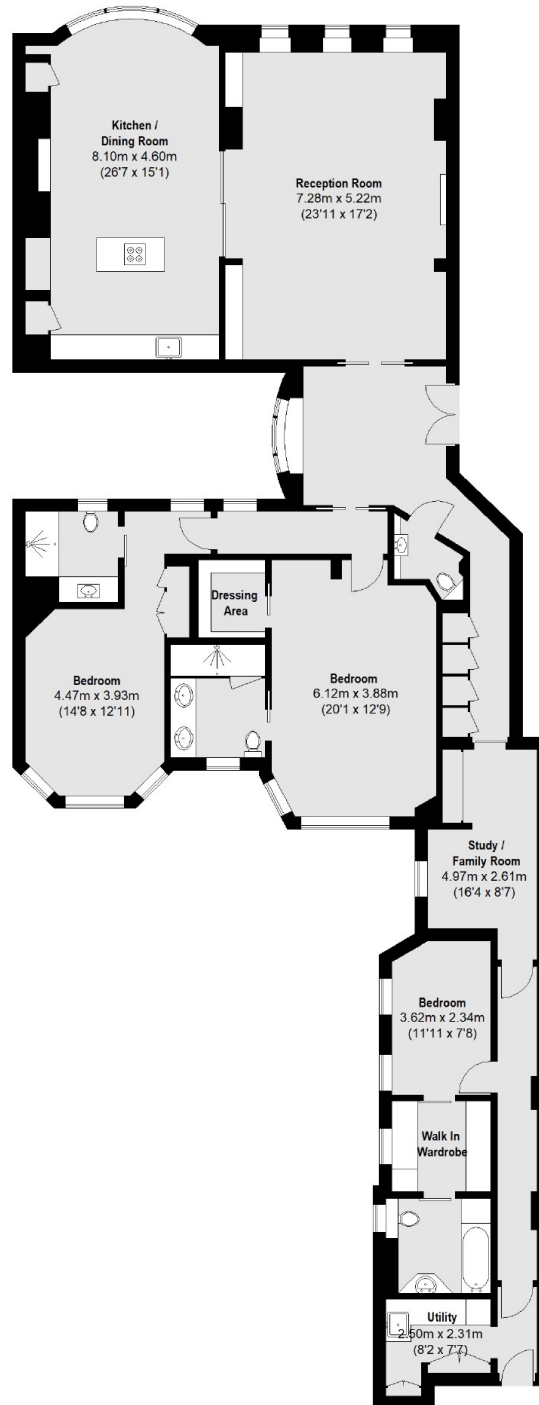 Kitchen /
Dining Room
8.10m x 4.60m
(26'7 x 15'1)
Reception Room
7.28m x 5.22m
(23'11 x 17'2)
Dressing
Area
Bedroom
4.47m x 3.93m
(14'8 x 12'11)
Bedroom
6.12m x 3.88m
(20'1 x 12'9)
Study /
Family Room
4.97m x 2.61m
(16'4 x 8'7)
Bedroom
3.62m x 2.34m
(11'11 x 7'8)
Walk In
Wardrobe
Utility
2.50m x 2.31m
(8'2 x 7'7)